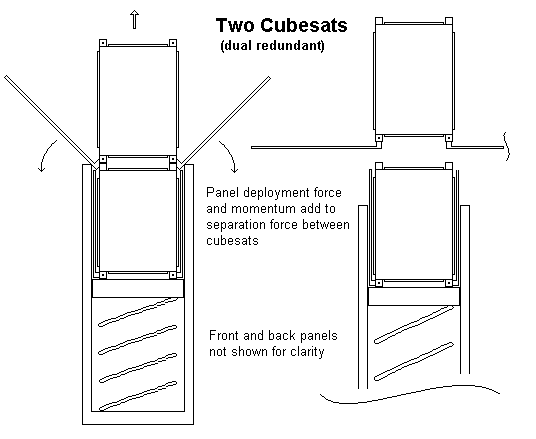 Two Cubesats
(dual redundant)
Panel deployment force
and momentum add to
separation force between
cubesats
Front and back panels
not shown for clarity